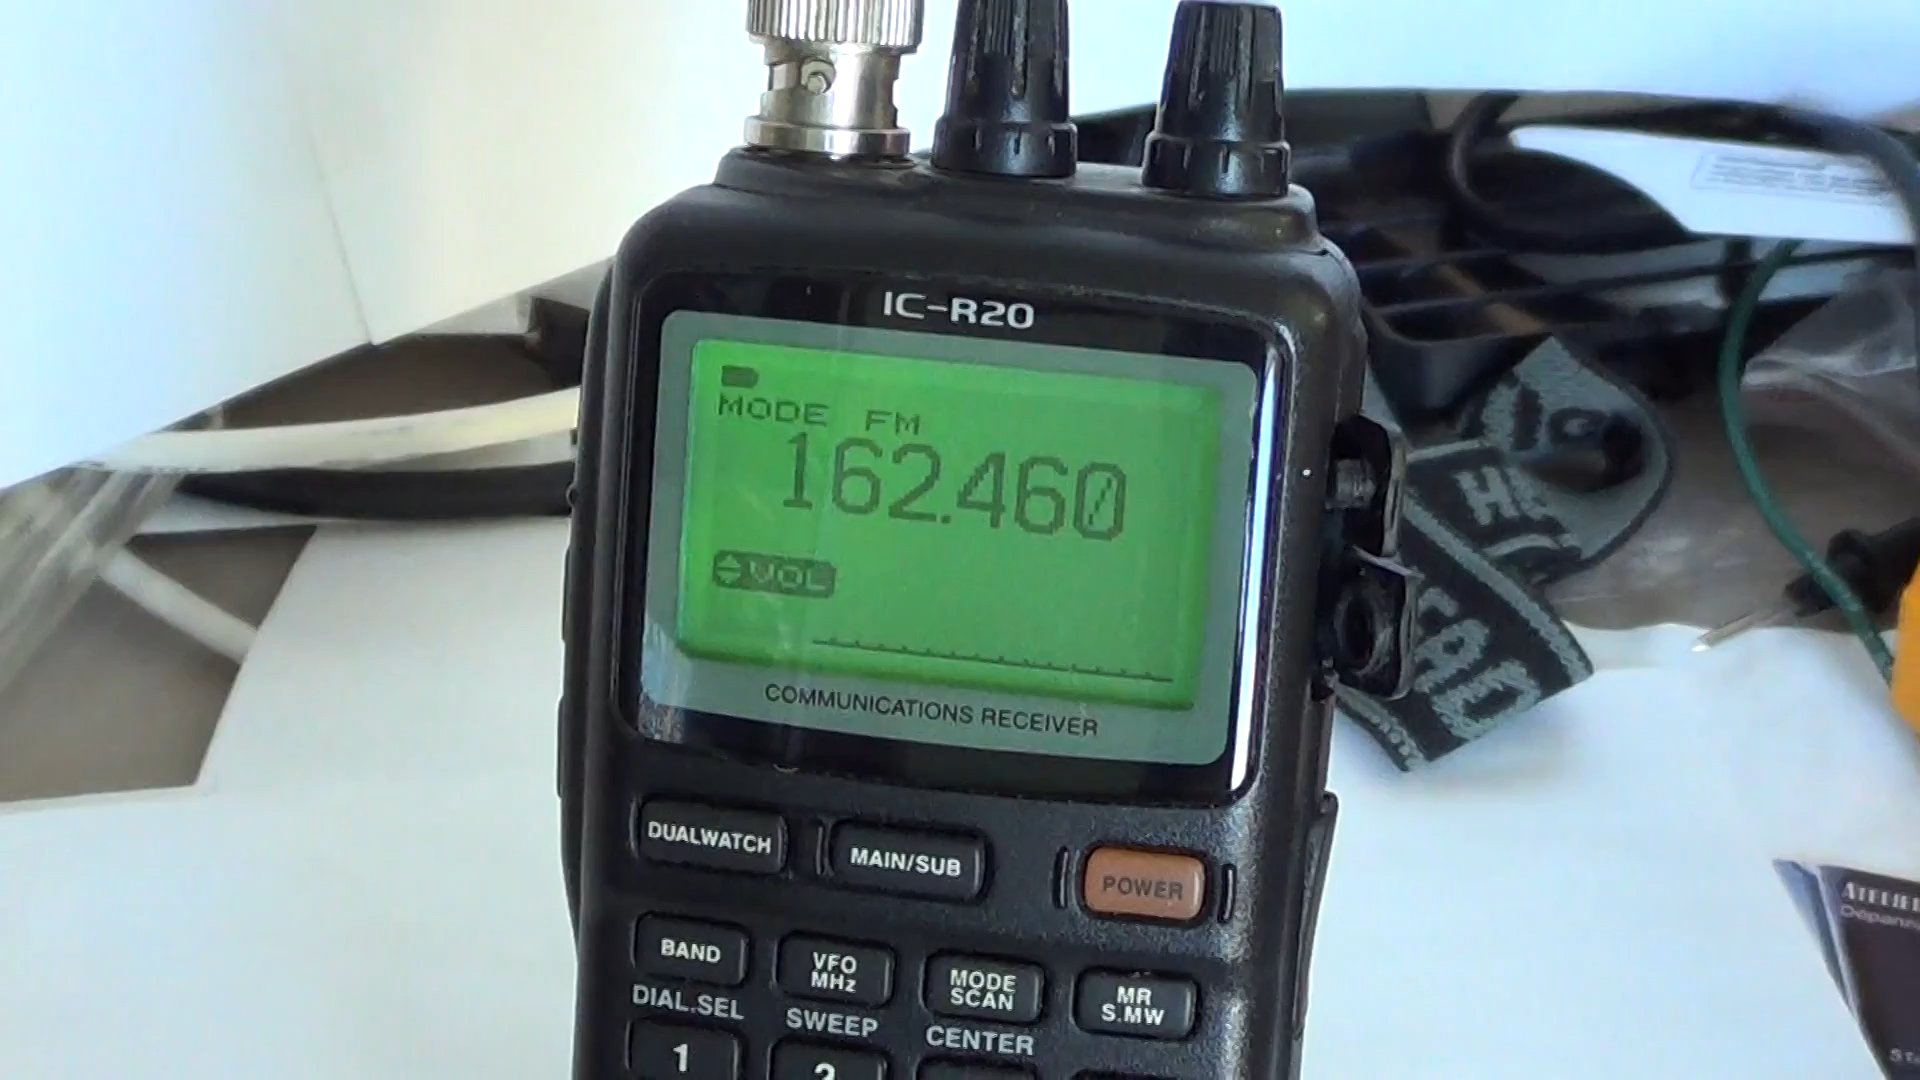 IC-R20
MODE FM
162.460
VOL
COMMUNICATIONS RECEIVER
DUALWATCH
MAIN/SUB
POWER
BAND
VFO
MHz
MODE
SCAN
MR
S.MW
DIAL.SEL
SWEEP
CENTER
1
2